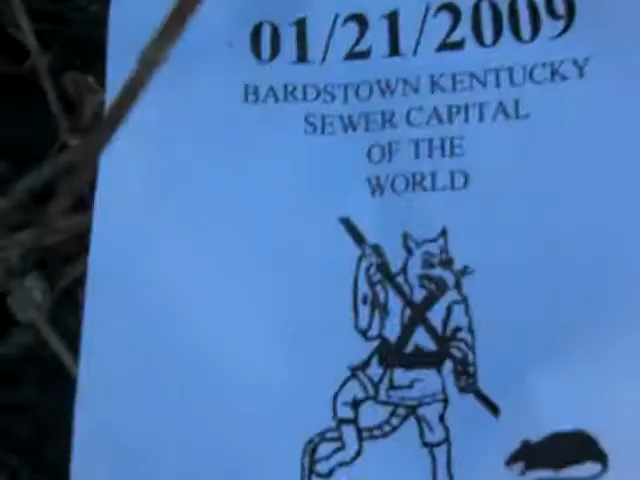 01/21/2009
BARDSTOWN KENTUCKY
SEWER CAPITAL
OF THE
WORLD